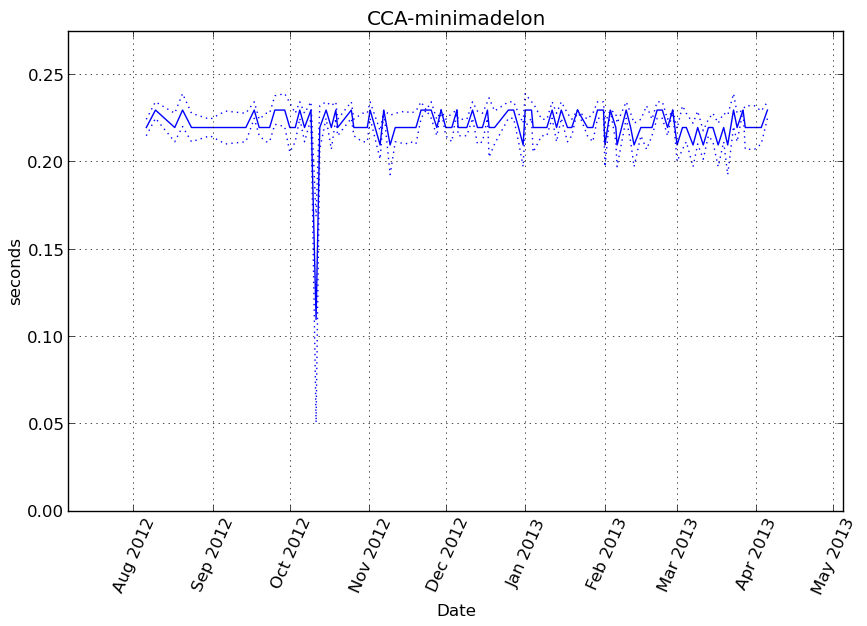 CCA-minimadelon
0.25
0.20
0.15
0.10
0.05
0.00
seconds
Aug 2012
Sep 2012
Oct 2012
Nov 2012
Dec 2012
Jan 2013
Feb 2013
Mar 2013
Apr 2013
May 2013
Date